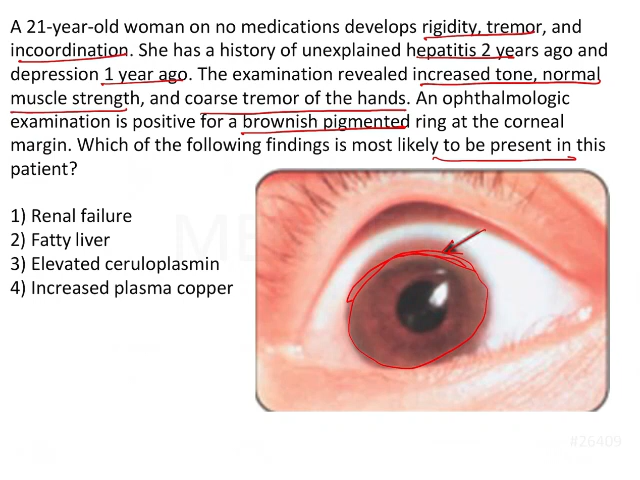 A 21-year-old woman on no medications develops rigidity, tremor, and
incoordination. She has a history of unexplained hepatitis 2 years ago and
depression 1 year ago. The examination revealed increased tone, normal
muscle strength, and coarse tremor of the hands. An ophthalmologic
examination is positive for a brownish pigmented ring at the corneal
margin. Which of the following findings is most likely to be present in this
patient?
1) Renal failure
2) Fatty liver
3) Elevated ceruloplasmin
4) Increased plasma copper
#26409